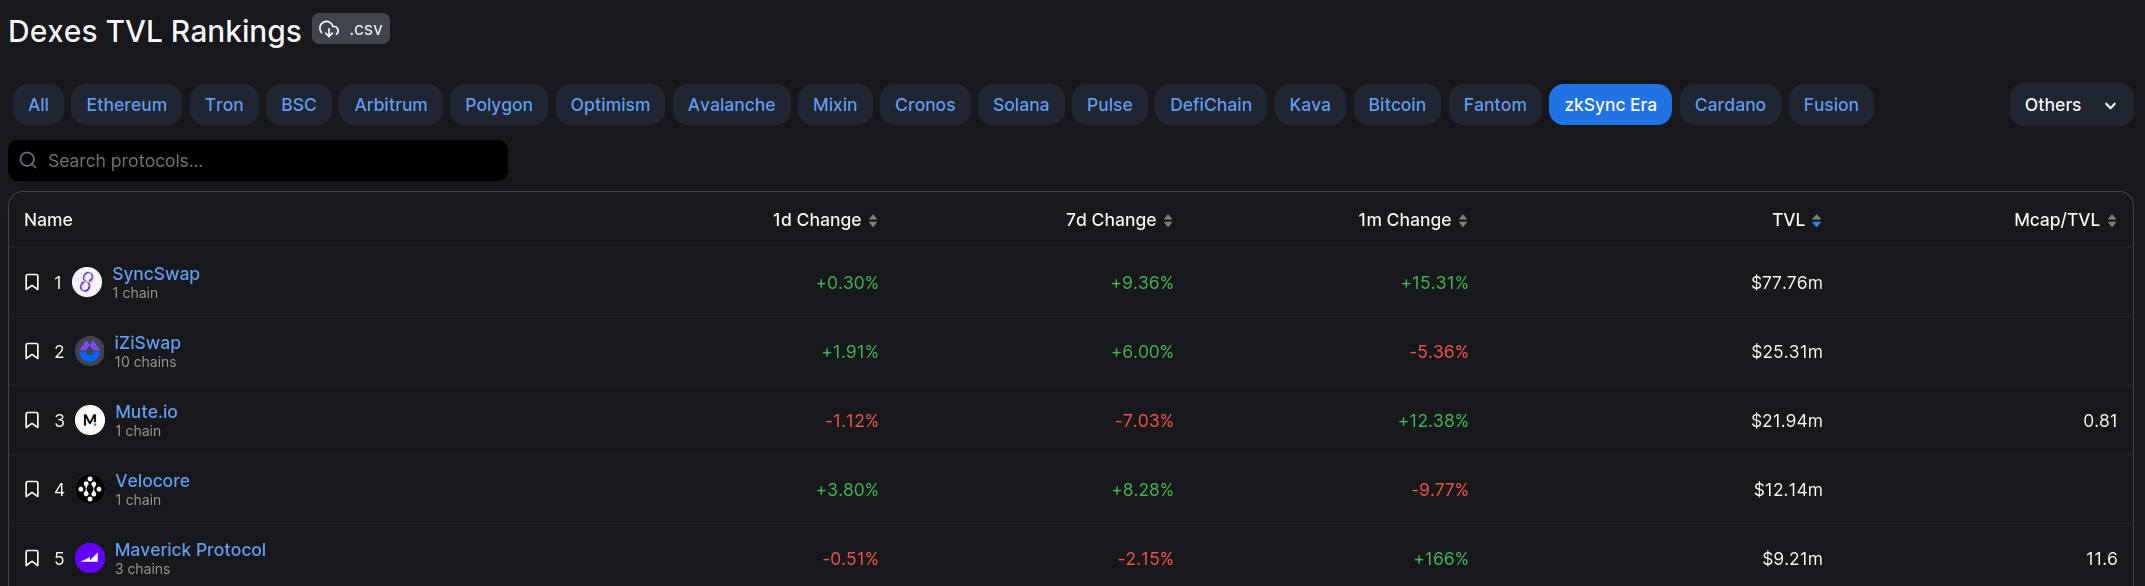 Dexes TVL Rankings .csv
All Ethereum Tron BSC Arbitrum Polygon Optimism Avalanche Mixin Cronos Solana Pulse DefiChain Kava Bitcoin Fantom zkSync Era Cardano Fusion Others
Search protocols...
Name 1d Change 7d Change 1m Change TVL Mcap/TVL
1 SyncSwap +0.30% +9.36% +15.31% $77.76m
1 chain
2 iZiSwap +1.91% +6.00% -5.36% $25.31m
10 chains
3 M. Mute.io -1.12% -7.03% +12.38% $21.94m 0.81
1 chain
4 Velocore +3.80% +8.28% -9.77% $12.14m
1 chain
5 Maverick Protocol -0.51% -2.15% +166% $9.21m 11.6
3 chains